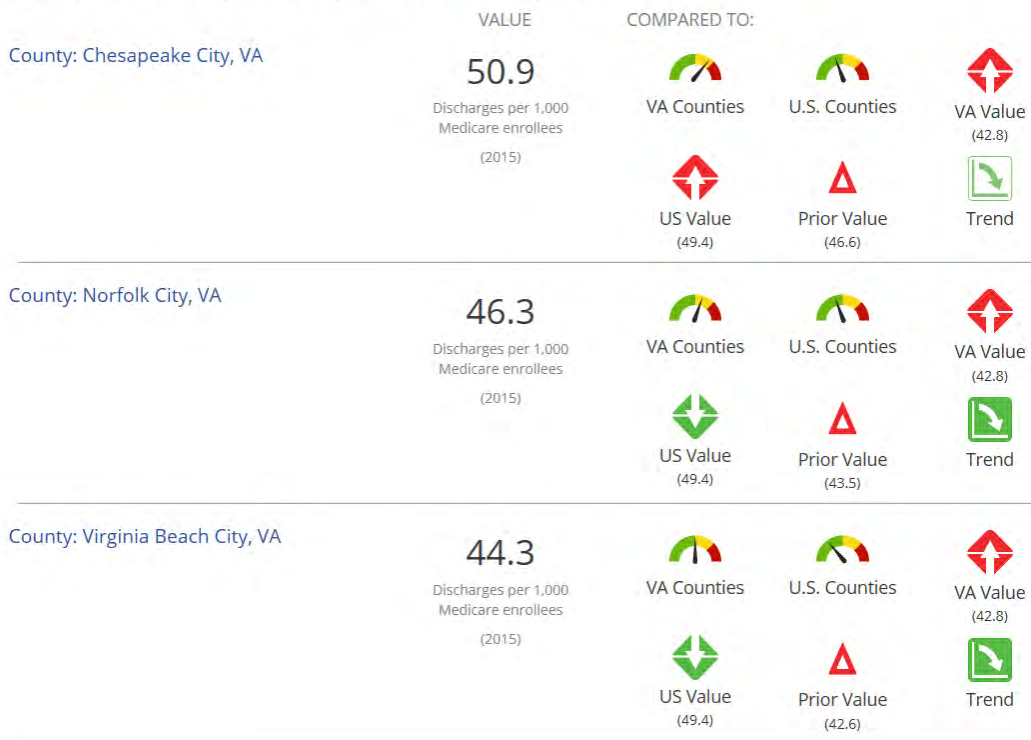 VALUE COMPARED TO:
County: Chesapeake City, VA
50.9
Discharges per 1,000
Medicare enrollees
(2015)
VA Counties
U.S. Counties
VA Value
(42.8)
US Value
(49.4)
Prior Value
(46.6)
Trend
County: Norfolk City, VA
46.3
Discharges per 1,000
Medicare enrollees
(2015)
VA Counties
U.S. Counties
VA Value
(42.8)
US Value
(49.4)
Prior Value
(43.5)
Trend
County: Virginia Beach City, VA
44.3
Discharges per 1,000
Medicare enrollees
(2015)
VA Counties
U.S. Counties
VA Value
(42.8)
US Value
(49.4)
Prior Value
(42.6)
Trend